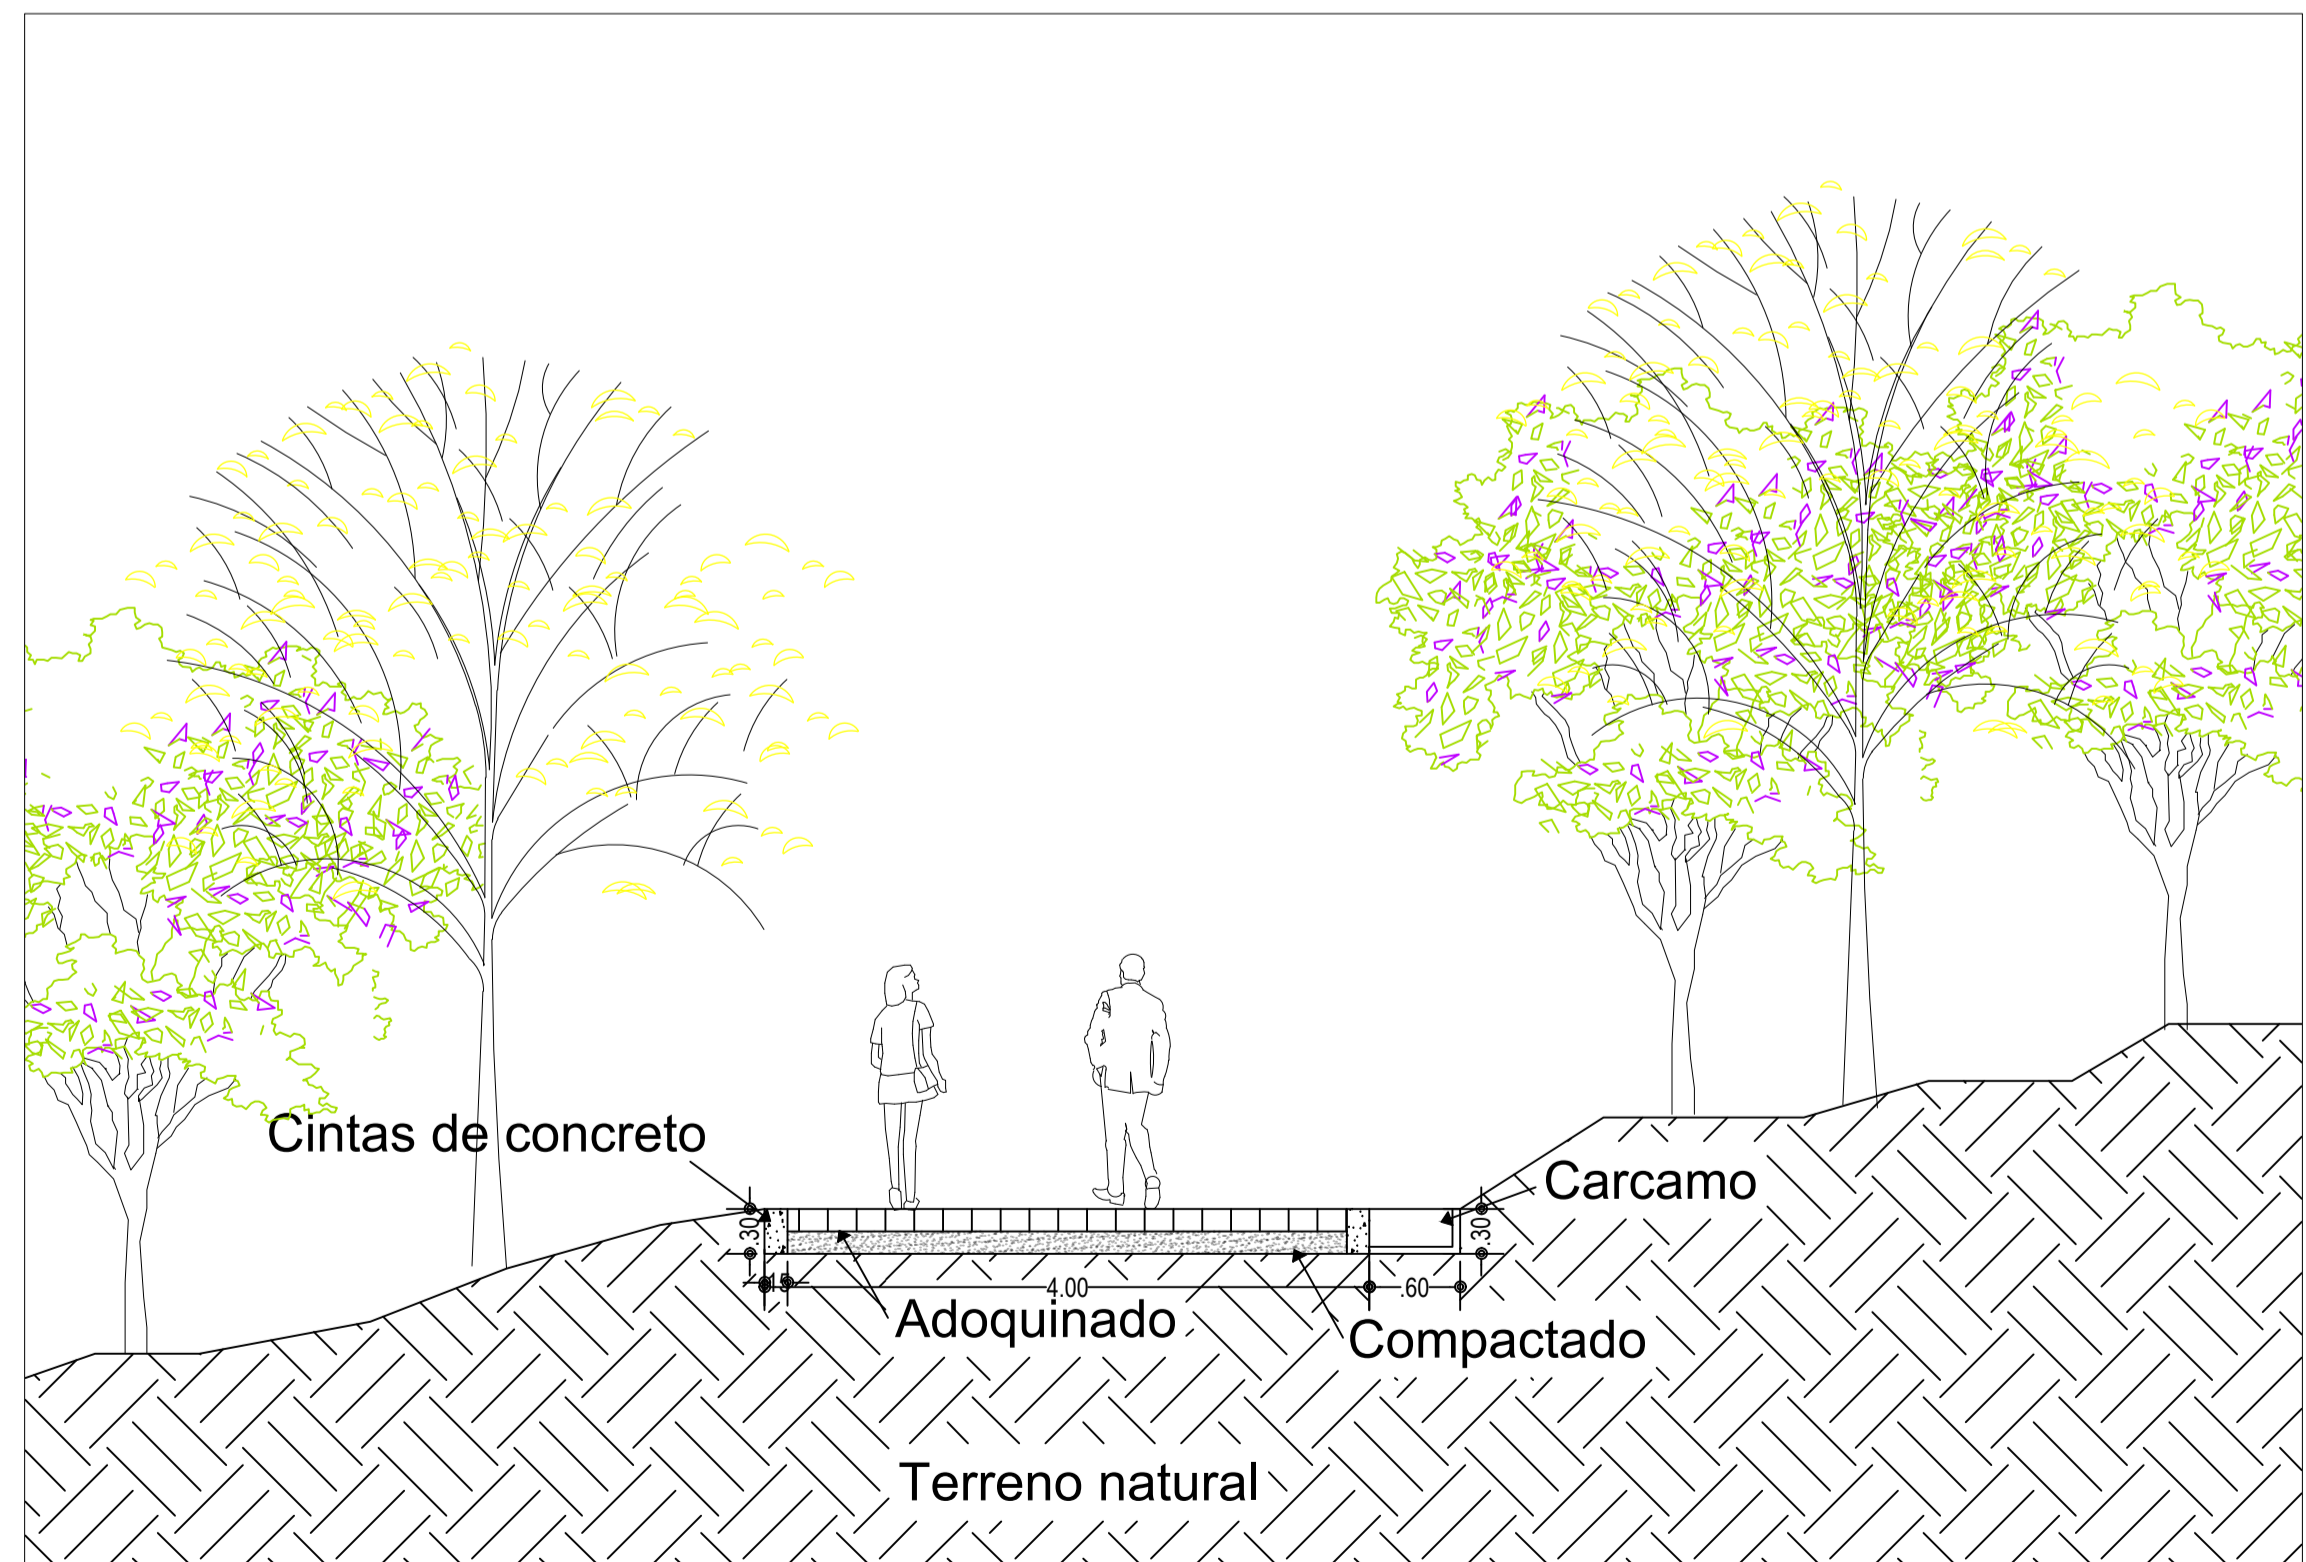 Cintas de concreto
Carcamo
.30
.30
.15
4.00
.60
Adoquinado
Compactado
Terreno natural